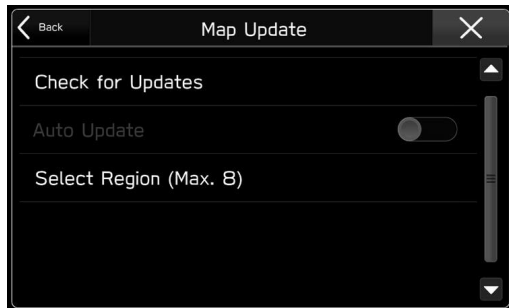 Back
Map Update
Check for Updates
Auto Update
Select Region (Max. 8)